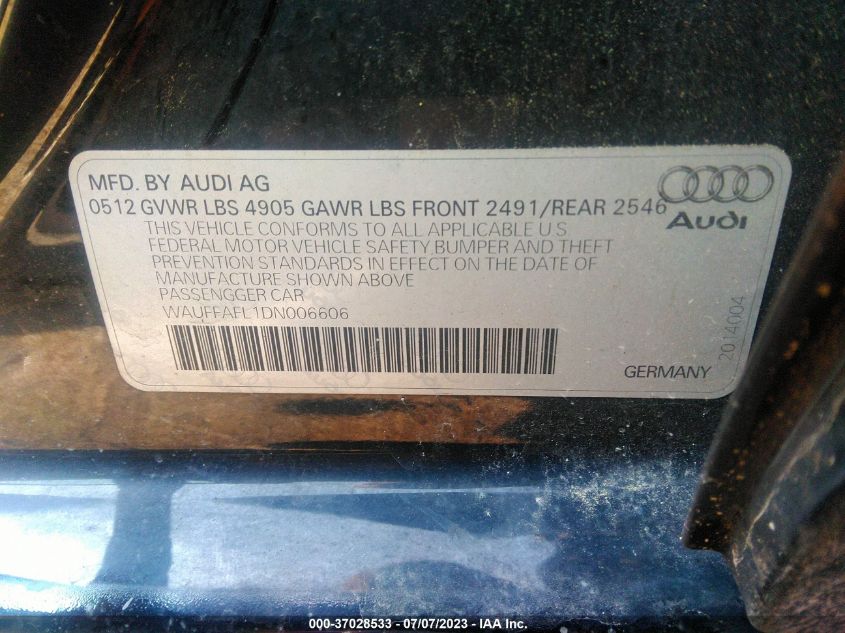 MFD. BY AUDI AG
0512 GVWR LBS 4905 GAWR LBS FRONT 2491/REAR 2546
Audi
THIS VEHICLE CONFORMS TO ALL APPLICABLE U.S
FEDERAL MOTOR VEHICLE SAFETY,BUMPER AND THEFT
PREVENTION STANDARDS IN EFFECT ON THE DATE OF
MANUFACTURE SHOWN ABOVE
PASSENGGER CAR
WAUFFAFL1DN006606
2014004
GERMANY
000-37028533 - 07/07/2023 - IAA Inc.